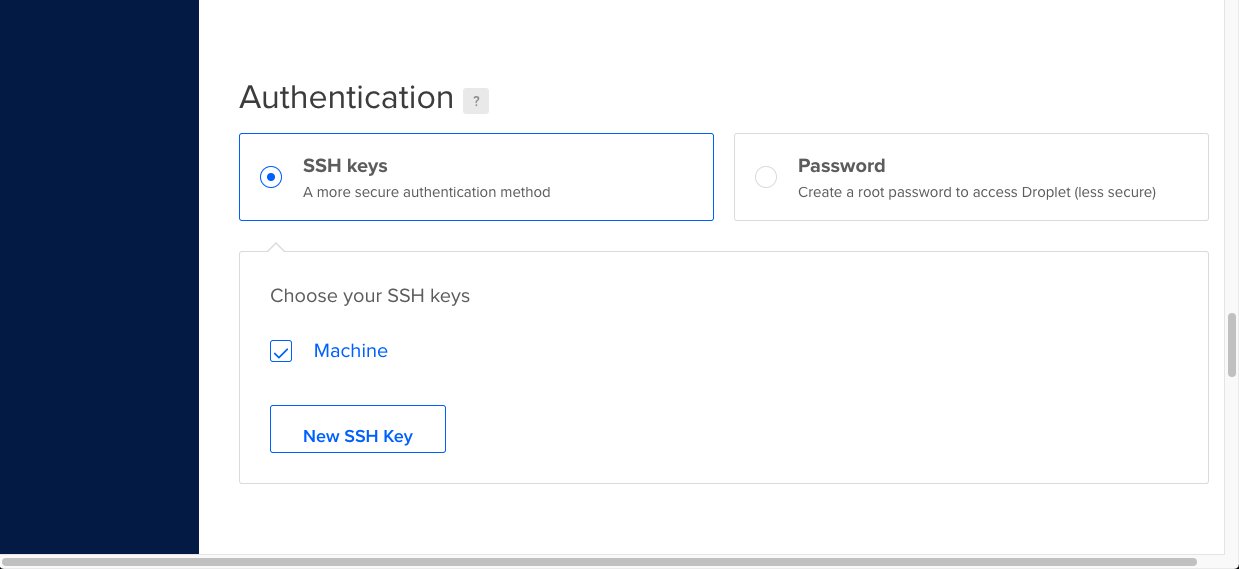 Authentication ?
SSH keys
A more secure authentication method
Password
Create a root password to access Droplet (less secure)
Choose your SSH keys
Machine
New SSH Key